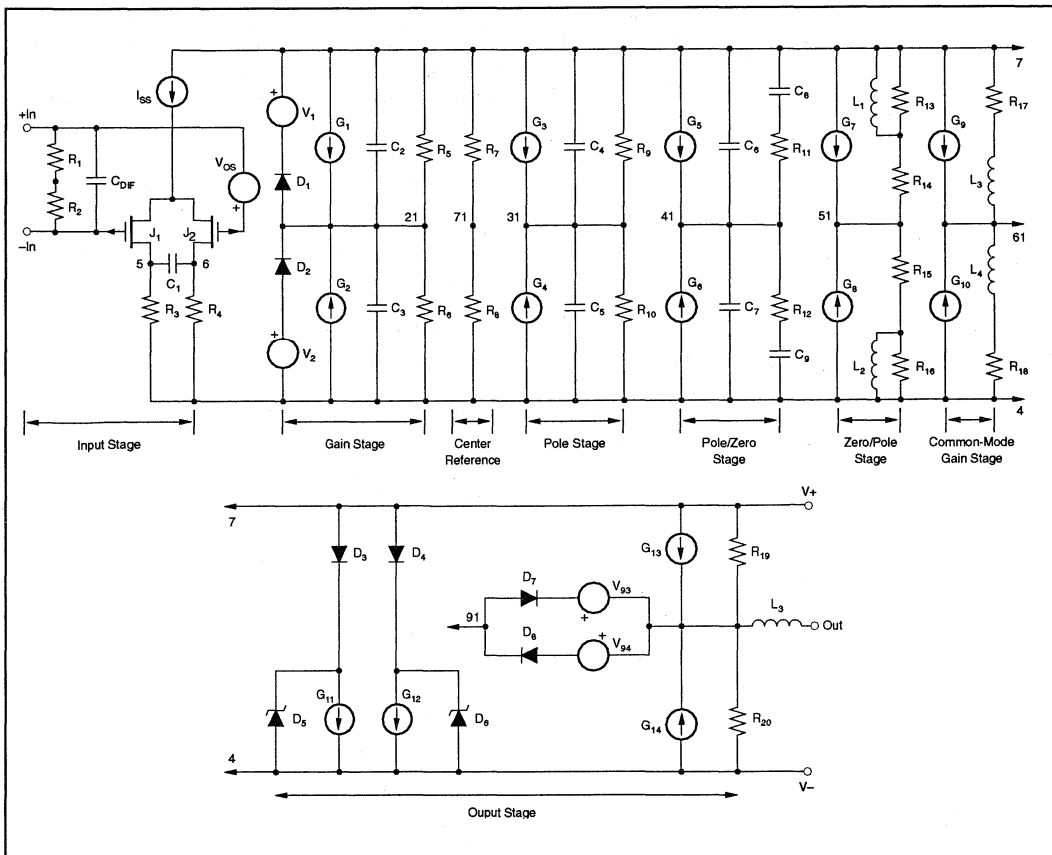 7
I_SS
+In
R1
R2
C_DIF
V_OS
–In
J1
J2
5
6
C1
R3
R4
+
V1
D1
D2
+
V2
G1
G2
C2
C3
21
R5
R6
71
R7
R8
G3
31
G4
C4
C5
R9
R10
G5
41
G6
C6
C7
C8
R11
R12
C9
G7
51
G8
L1
R13
R14
R15
L2
R16
G9
G10
R17
L3
61
L4
R18
4
Input Stage
Gain Stage
Center
Reference
Pole Stage
Pole/Zero
Stage
Zero/Pole
Stage
Common-Mode
Gain Stage
7
V+
D3
D4
G13
R19
D7
V93
+
91
D8
+
V94
L3
Out
D5
G11
G12
D6
G14
R20
4
V–
Ouput Stage